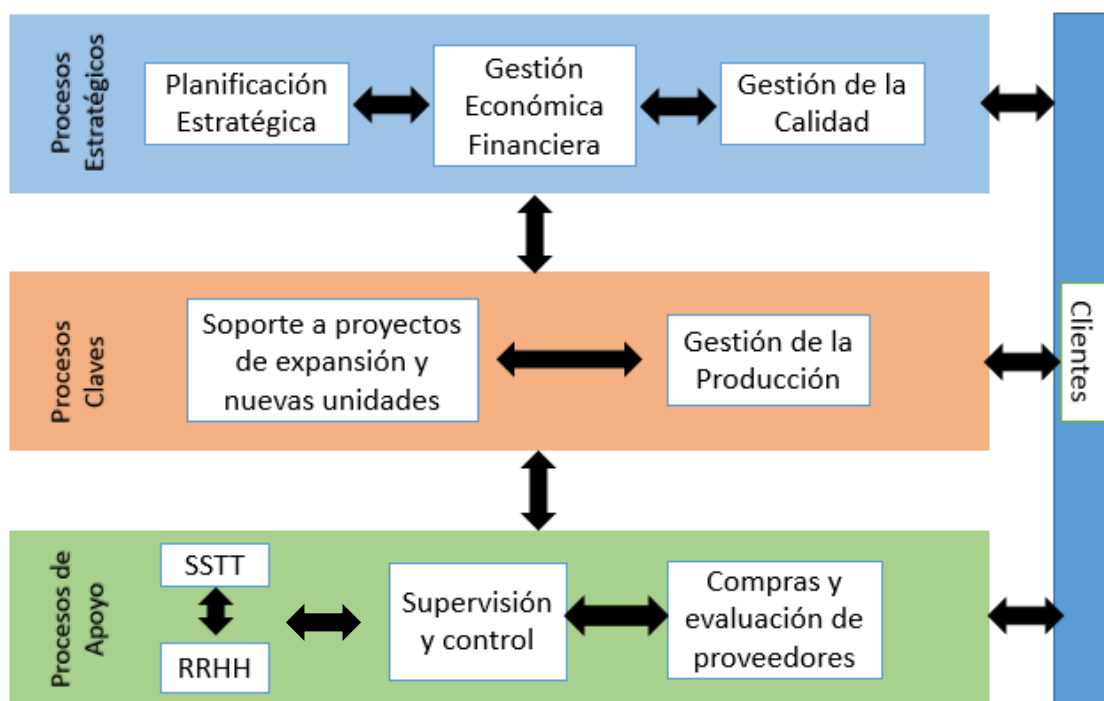 Procesos
Estratégicos
Planificación
Estratégica
Gestión
Económica
Financiera
Gestión de la
Calidad
Procesos
Claves
Soporte a proyectos
de expansión y
nuevas unidades
Gestión de la
Producción
Clientes
Procesos de
Apoyo
SSTT
RRHH
Supervisión
y control
Compras y
evaluación de
proveedores